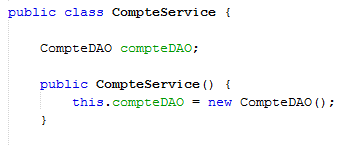 public class CompteService {
CompteDAO compteDAO;
public CompteService() {
this.compteDAO = new CompteDAO();
}